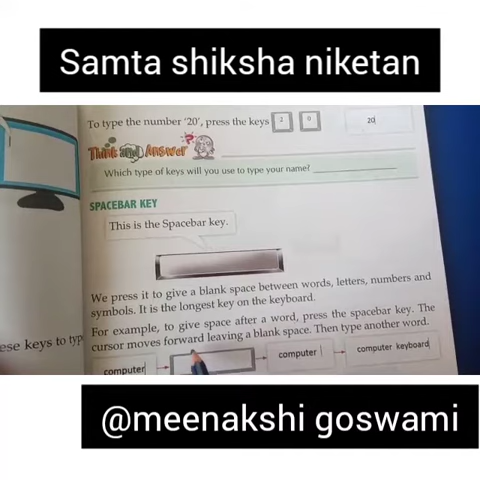 Samta shiksha niketan
To type the number '20', press the keys 2 0 20
Think and Answer
Which type of keys will you use to type your name?
SPACEBAR KEY
This is the Spacebar key.
We press it to give a blank space between words, letters, numbers and
symbols. It is the longest key on the keyboard.
For example, to give space after a word, press the spacebar key. The
ese keys to typ
cursor moves forward leaving a blank space. Then type another word.
computer computer computer keyboard
@meenakshi goswami